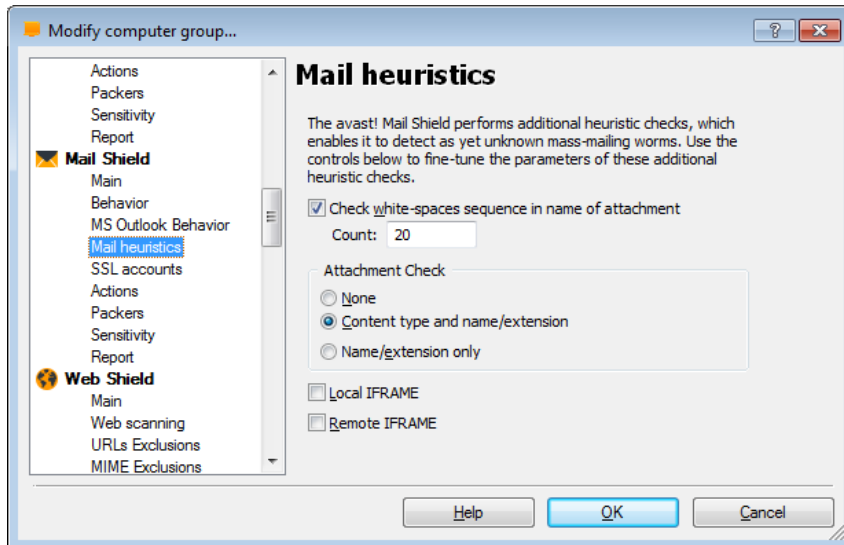 Modify computer group...
Actions
Packers
Sensitivity
Report
Mail Shield
Main
Behavior
MS Outlook Behavior
Mail heuristics
SSL accounts
Actions
Packers
Sensitivity
Report
Web Shield
Main
Web scanning
URLs Exclusions
MIME Exclusions
Mail heuristics
The avast! Mail Shield performs additional heuristic checks, which
enables it to detect as yet unknown mass-mailing worms. Use the
controls below to fine-tune the parameters of these additional
heuristic checks.
Check white-spaces sequence in name of attachment
Count: 20
Attachment Check
None
Content type and name/extension
Name/extension only
Local IFRAME
Remote IFRAME
Help OK Cancel